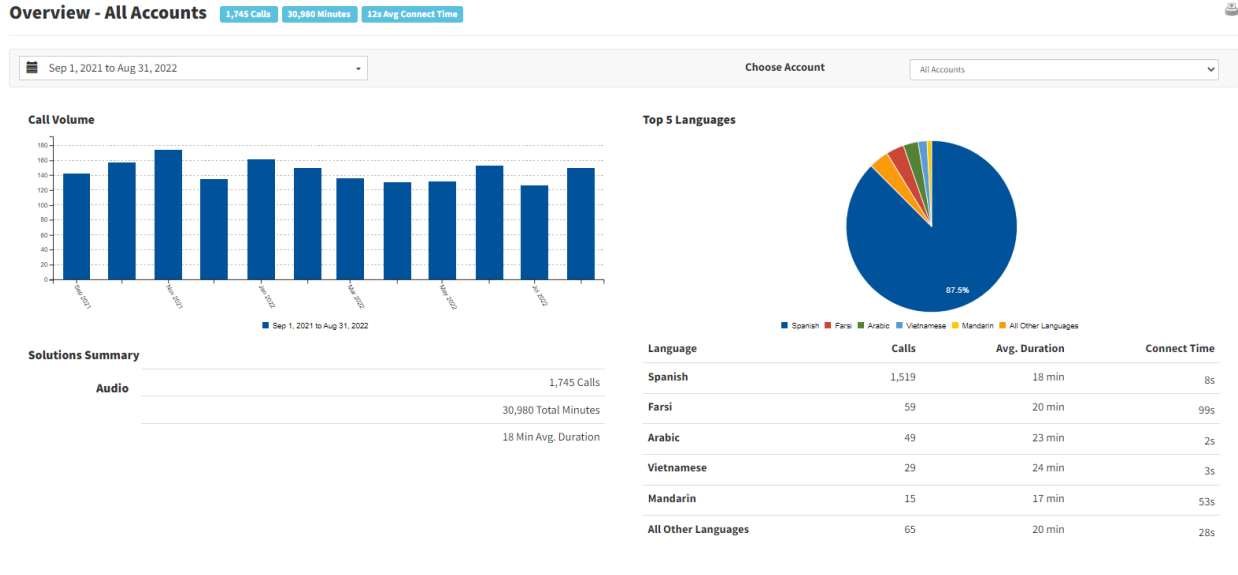 Overview - All Accounts 1,745 Calls 30,980 Minutes 12s Avg Connect Time
Sep 1, 2021 to Aug 31, 2022
Choose Account All Accounts
Call Volume
180
160
140
120
100
80
60
40
20
0
Sep 2021 Nov 2021 Jan 2022 Mar 2022 May 2022 Jul 2022
Sep 1, 2021 to Aug 31, 2022
Solutions Summary
Audio
1,745 Calls
30,980 Total Minutes
18 Min Avg. Duration
Top 5 Languages
87.5%
Spanish Farsi Arabic Vietnamese Mandarin All Other Languages
Language Calls Avg. Duration Connect Time
Spanish 1,519 18 min 8s
Farsi 59 20 min 99s
Arabic 49 23 min 2s
Vietnamese 29 24 min 3s
Mandarin 15 17 min 53s
All Other Languages 65 20 min 28s